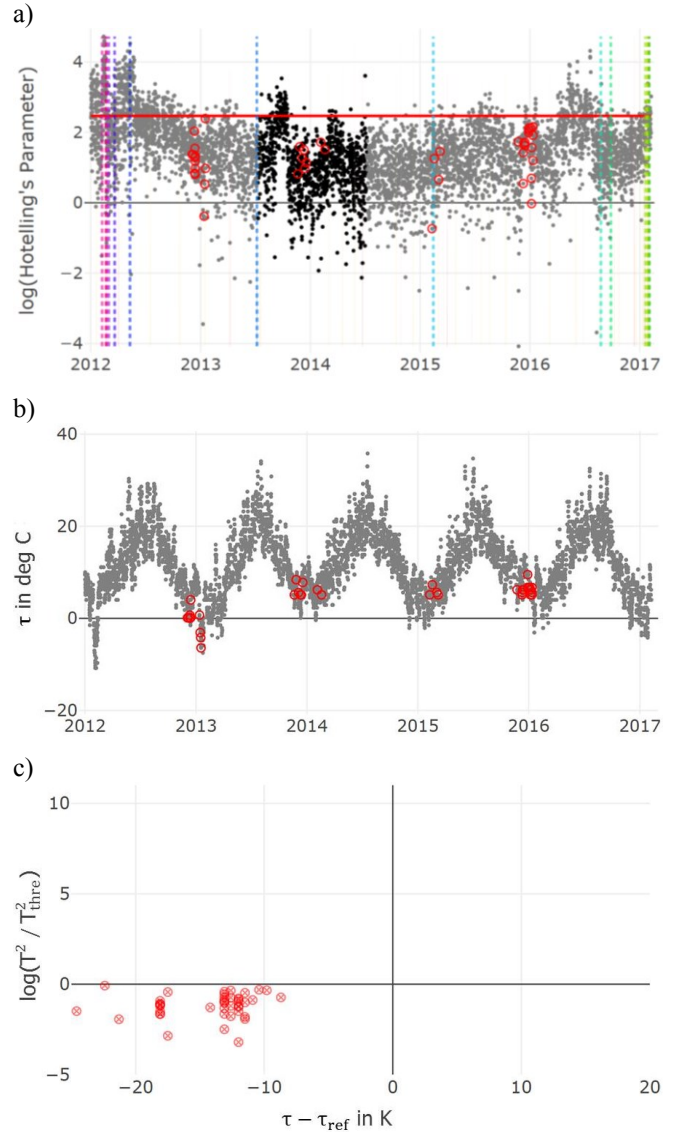 a)
4
2
0
−2
−4
log(Hotelling's Parameter)
2012 2013 2014 2015 2016 2017
b)
40
20
0
−20
τ in deg C
2012 2013 2014 2015 2016 2017
c)
10
5
0
−5
log(T² / T²thre)
−20 −10 0 10 20
τ − τref in K